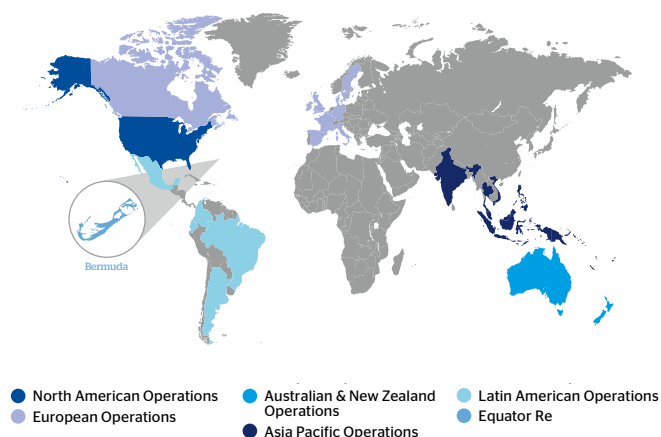 Bermuda
North American Operations
European Operations
Australian & New Zealand
Operations
Asia Pacific Operations
Latin American Operations
Equator Re